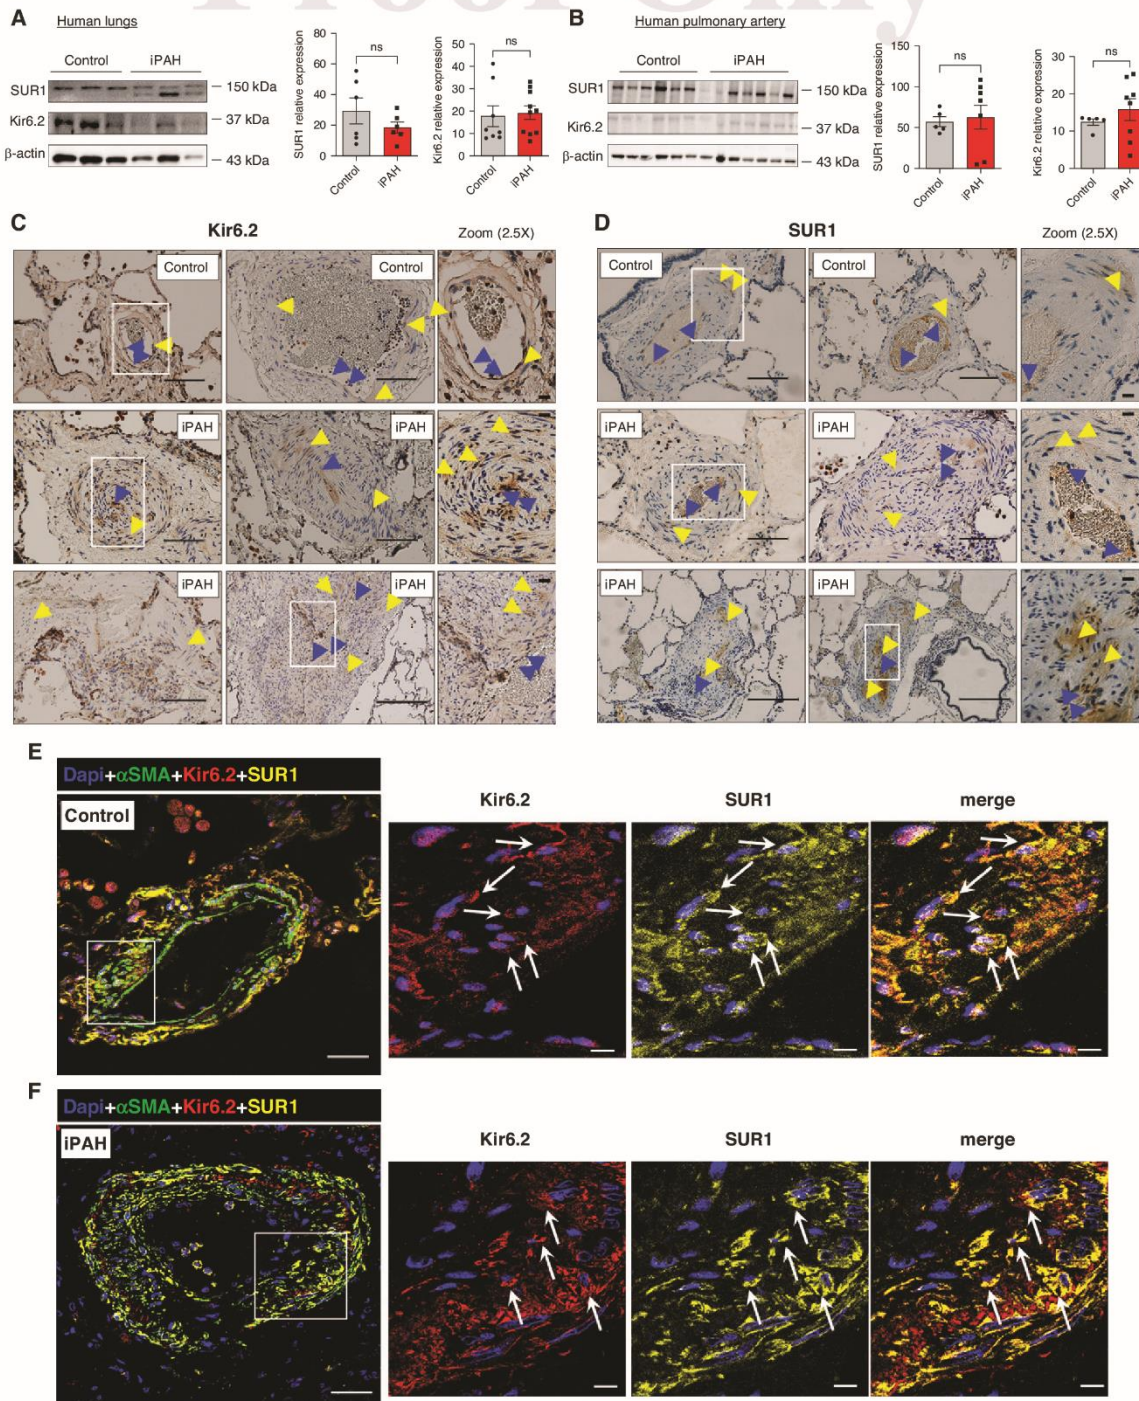 Proof Only
A
Human lungs
Control
iPAH
SUR1
150 kDa
Kir6.2
37 kDa
β-actin
43 kDa
SUR1 relative expression
80
60
40
20
0
ns
Control
iPAH
Kir6.2 relative expression
50
40
30
20
10
0
ns
Control
iPAH
B
Human pulmonary artery
Control
iPAH
SUR1
150 kDa
Kir6.2
37 kDa
β-actin
43 kDa
SUR1 relative expression
150
100
50
0
ns
Control
iPAH
Kir6.2 relative expression
30
20
10
0
ns
Control
iPAH
C
Kir6.2
Zoom (2.5X)
Control
Control
iPAH
iPAH
iPAH
iPAH
D
SUR1
Zoom (2.5X)
Control
Control
iPAH
iPAH
iPAH
iPAH
E
Dapi+αSMA+Kir6.2+SUR1
Control
Kir6.2
SUR1
merge
F
Dapi+αSMA+Kir6.2+SUR1
iPAH
Kir6.2
SUR1
merge